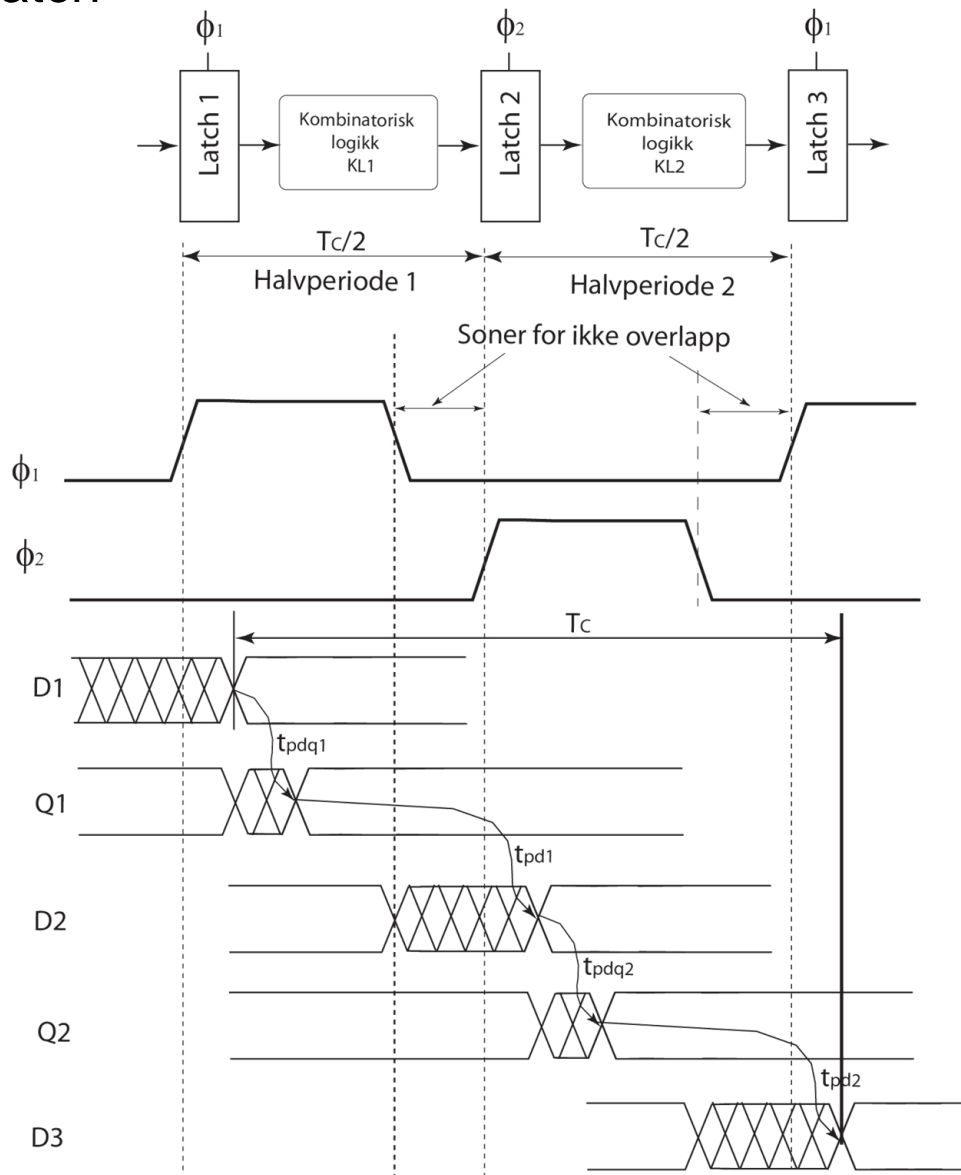 ϕ1 ϕ2 ϕ1
Latch 1
Kombinatorisk
logikk
KL1
Latch 2
Kombinatorisk
logikk
KL2
Latch 3
Tc/2 Tc/2
Halvperiode 1 Halvperiode 2
Soner for ikke overlapp
ϕ1
ϕ2
Tc
D1
tpdq1
Q1
tpd1
D2
tpdq2
Q2
tpd2
D3